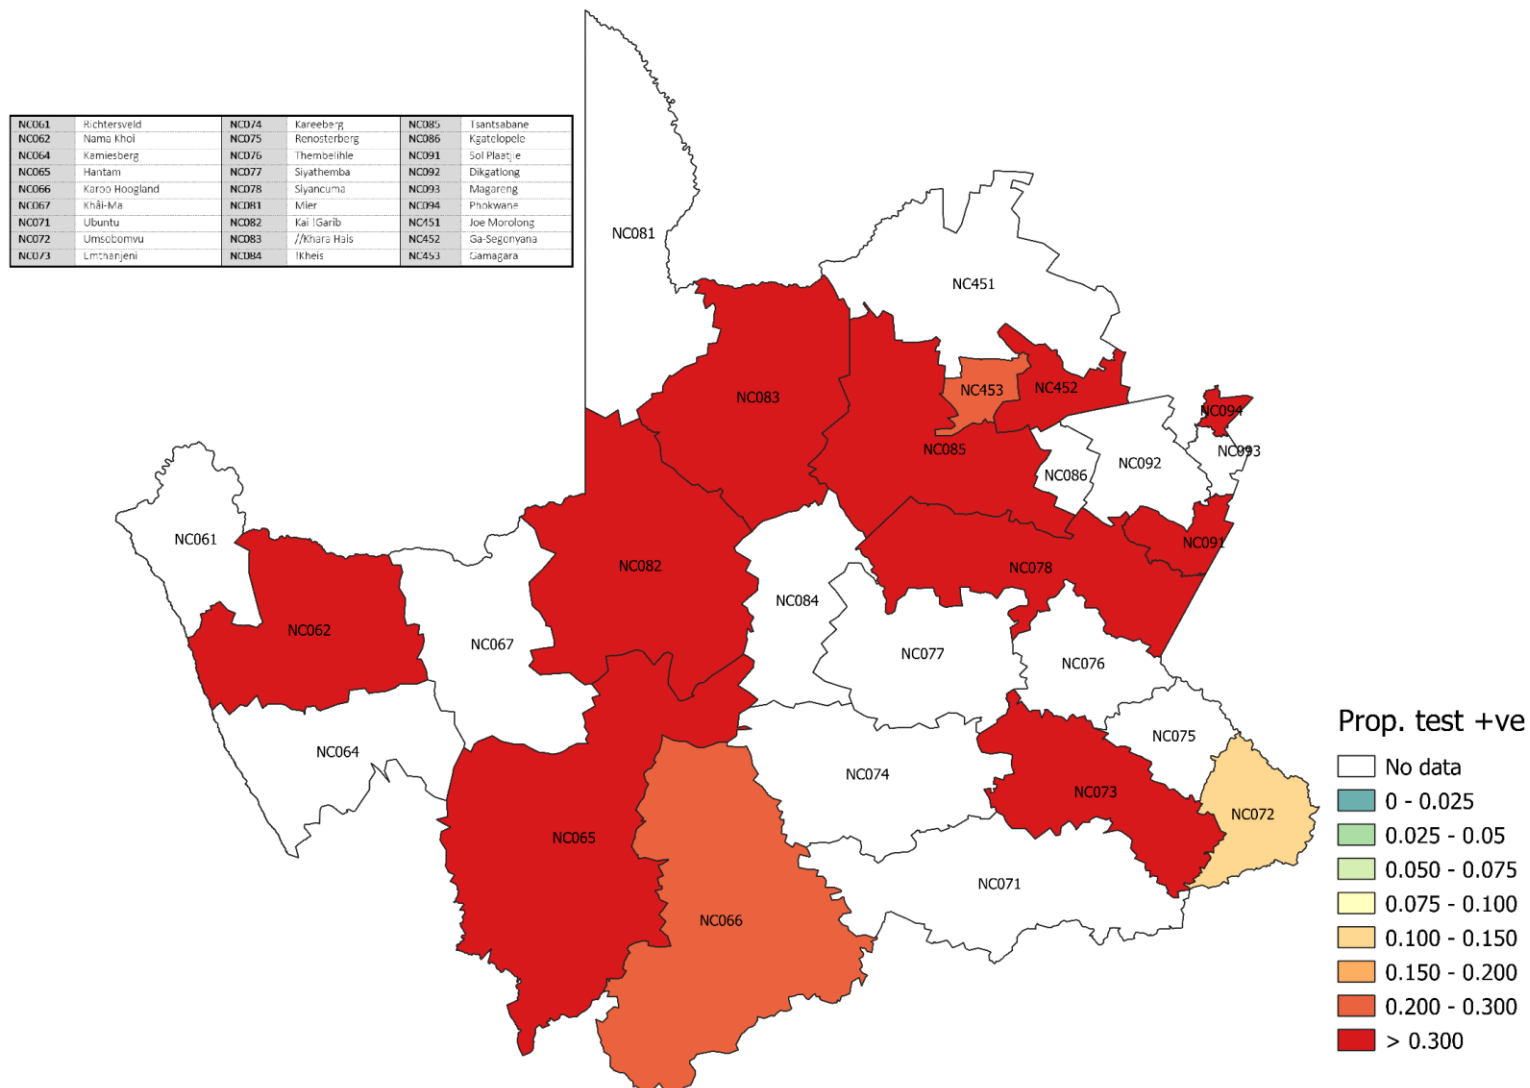 NC061 Richtersveld NC074 Kareeberg NC085 Tsantsabane
NC062 Nama Khoi NC075 Renosterberg NC086 Kgatelopele
NC064 Kamiesberg NC076 Thembelihle NC091 Sol Plaatjie
NC065 Hantam NC077 Siyathemba NC092 Dikgatlong
NC066 Karoo Hoogland NC078 Siyancuma NC093 Magareng
NC067 Khâi-Ma NC081 Mier NC094 Phokwane
NC071 Ubuntu NC082 Kai !Garib NC451 Joe Morolong
NC072 Umsobomvu NC083 //Khara Hais NC452 Ga-Segonyana
NC073 Emthanjeni NC084 !Kheis NC453 Gamagara
NC081
NC451
NC453
NC452
NC083
NC094
NC085
NC093
NC092
NC086
NC061
NC091
NC082
NC078
NC084
NC062
NC067
NC077
NC076
NC064
NC075
NC074
NC073
NC072
NC065
NC071
NC066
Prop. test +ve
No data
0 - 0.025
0.025 - 0.05
0.050 - 0.075
0.075 - 0.100
0.100 - 0.150
0.150 - 0.200
0.200 - 0.300
> 0.300